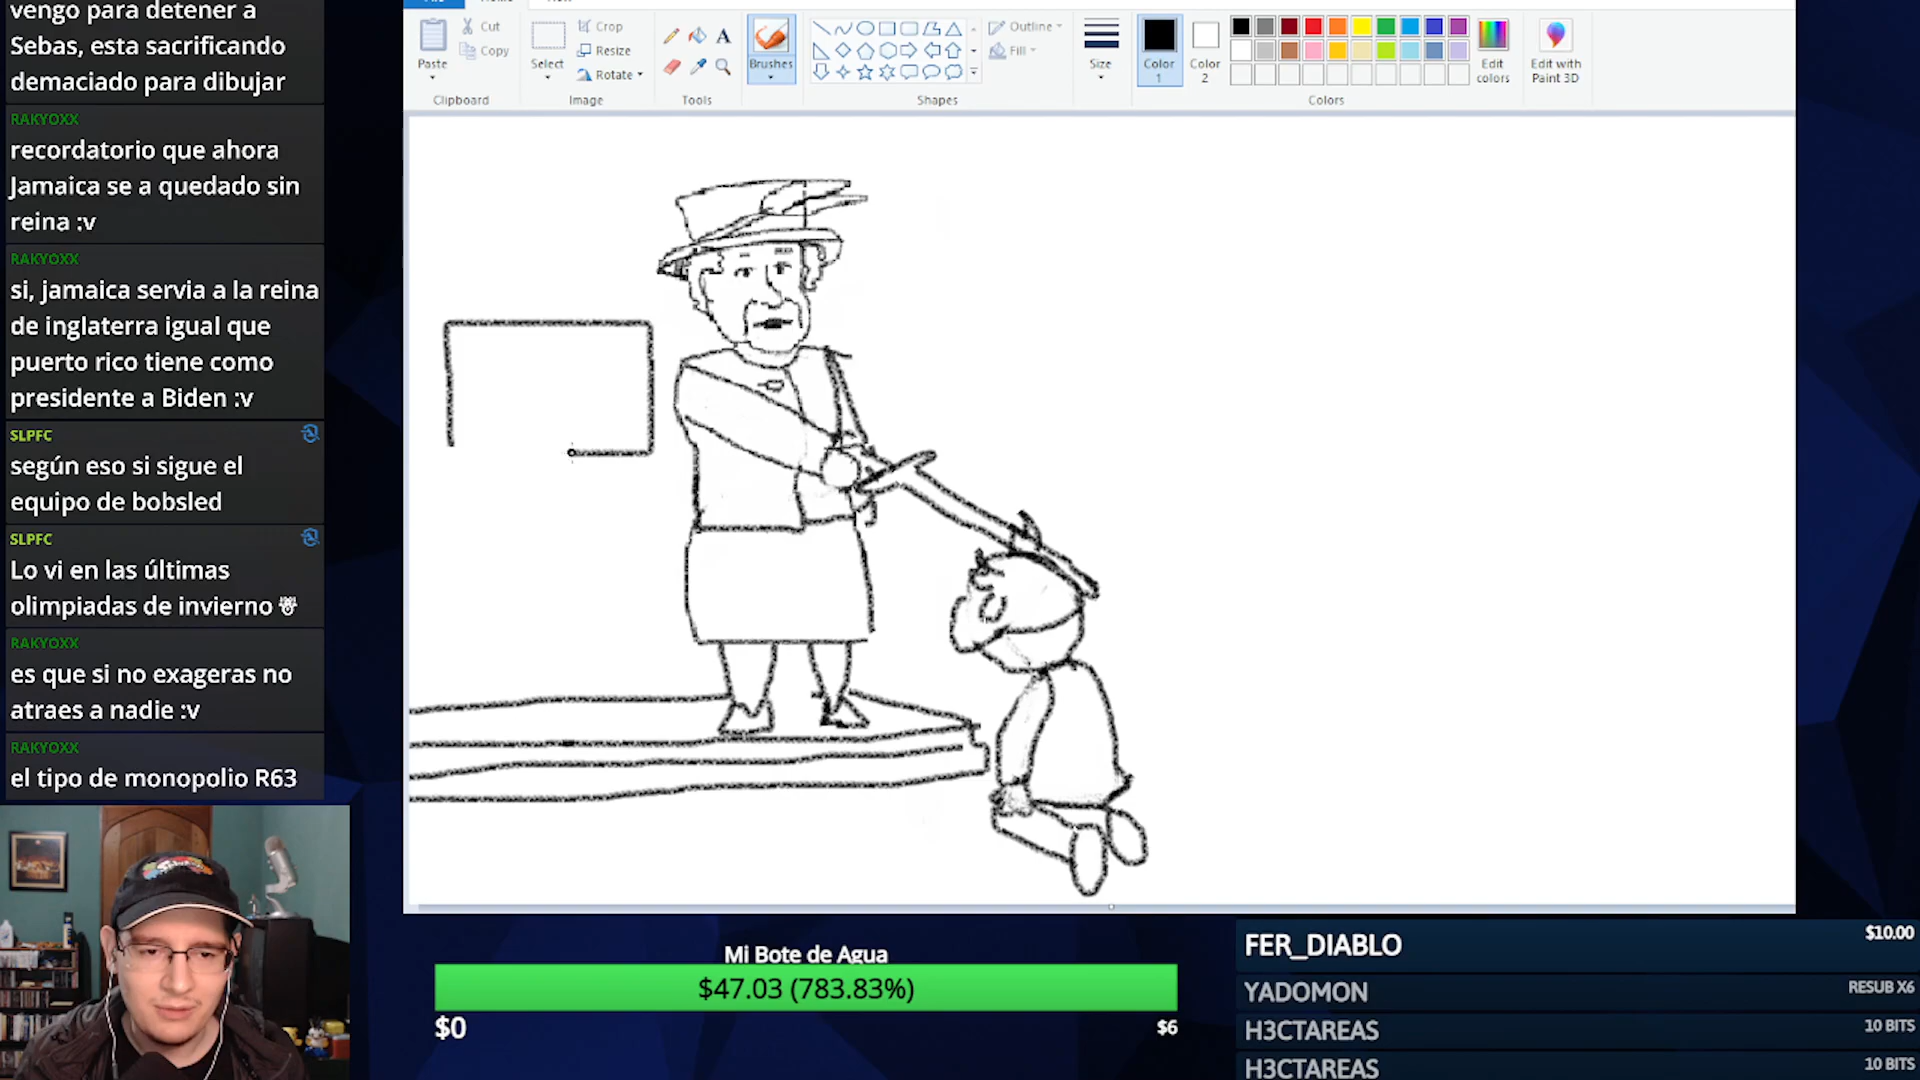 vengo para detener a
Sebas, esta sacrificando
demaciado para dibujar
RAKYOXX
recordatorio que ahora
Jamaica se a quedado sin
reina :v
RAKYOXX
si, jamaica servia a la reina
de inglaterra igual que
puerto rico tiene como
presidente a Biden :v
SLPFC
según eso si sigue el
equipo de bobsled
SLPFC
Lo vi en las últimas
olimpiadas de invierno
RAKYOXX
es que si no exageras no
atraes a nadie :v
RAKYOXX
el tipo de monopolio R63
Paste
Cut
Copy
Clipboard
Select
Crop
Resize
Rotate
Image
A
Tools
Brushes
Shapes
Outline
Fill
Size
Color
1
Color
2
Edit
colors
Colors
Edit with
Paint 3D
Mi Bote de Agua
$47.03 (783.83%)
$0
$6
FER_DIABLO
$10.00
YADOMON
RESUB X6
H3CTAREAS
10 BITS
H3CTAREAS
10 BITS